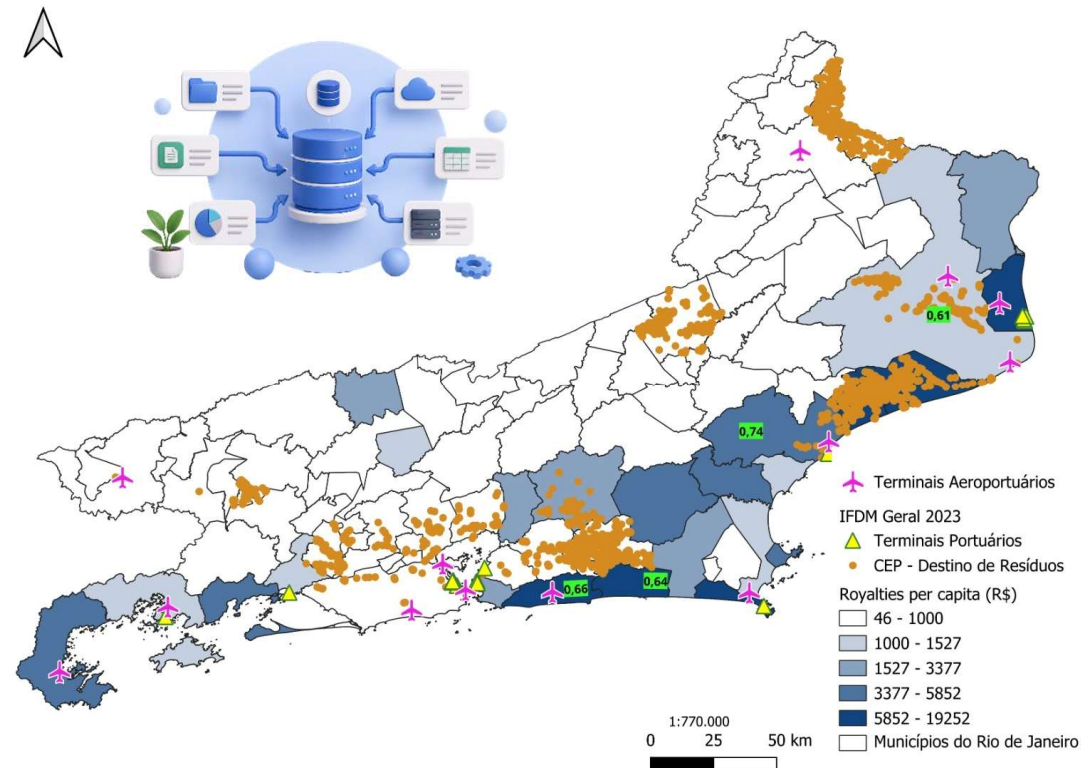 0,61
0,74
0,66
0,64
Terminais Aeroportuários
IFDM Geral 2023
Terminais Portuários
CEP - Destino de Resíduos
Royalties per capita (R$)
46 - 1000
1000 - 1527
1527 - 3377
3377 - 5852
5852 - 19252
Municípios do Rio de Janeiro
1:770.000
0 25 50 km